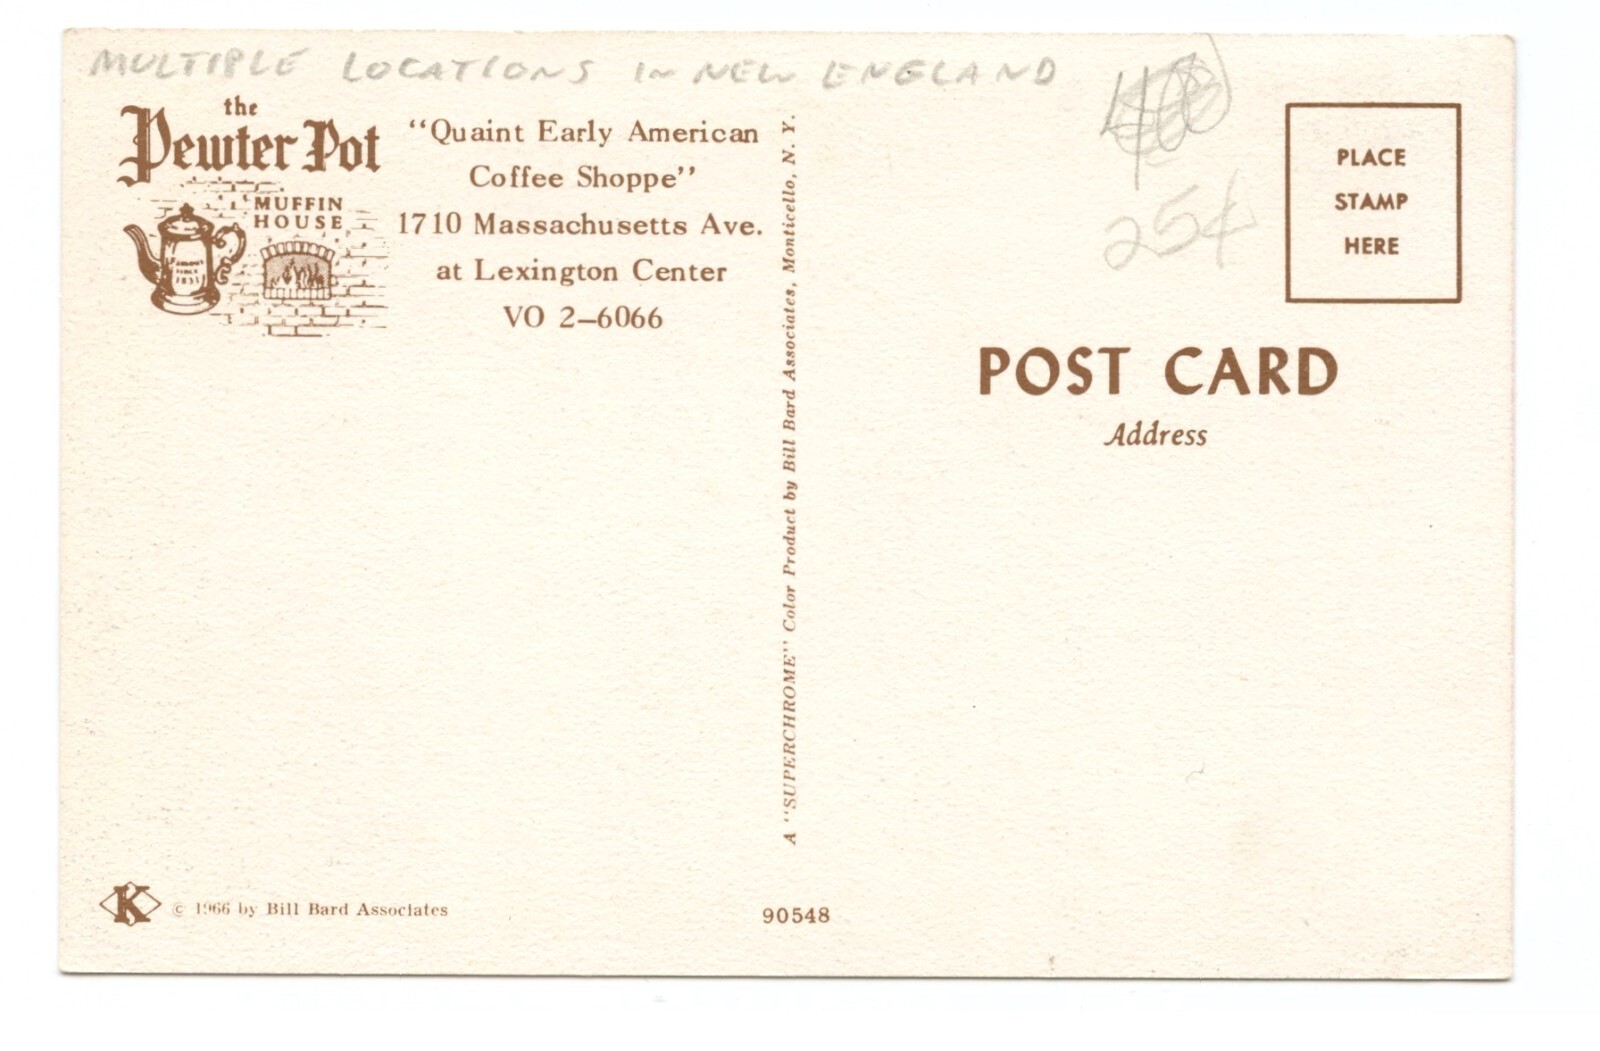 MULTIPLE LOCATIONS IN NEW ENGLAND
the
Pewter Pot
MUFFIN
HOUSE
"Quaint Early American
Coffee Shoppe"
1710 Massachusetts Ave.
at Lexington Center
VO 2-6066
A "SUPERCHROME" Color Product by Bill Bard Associates, Monticello, N. Y.
25¢
PLACE
STAMP
HERE
POST CARD
Address
K
© 1966 by Bill Bard Associates
90548